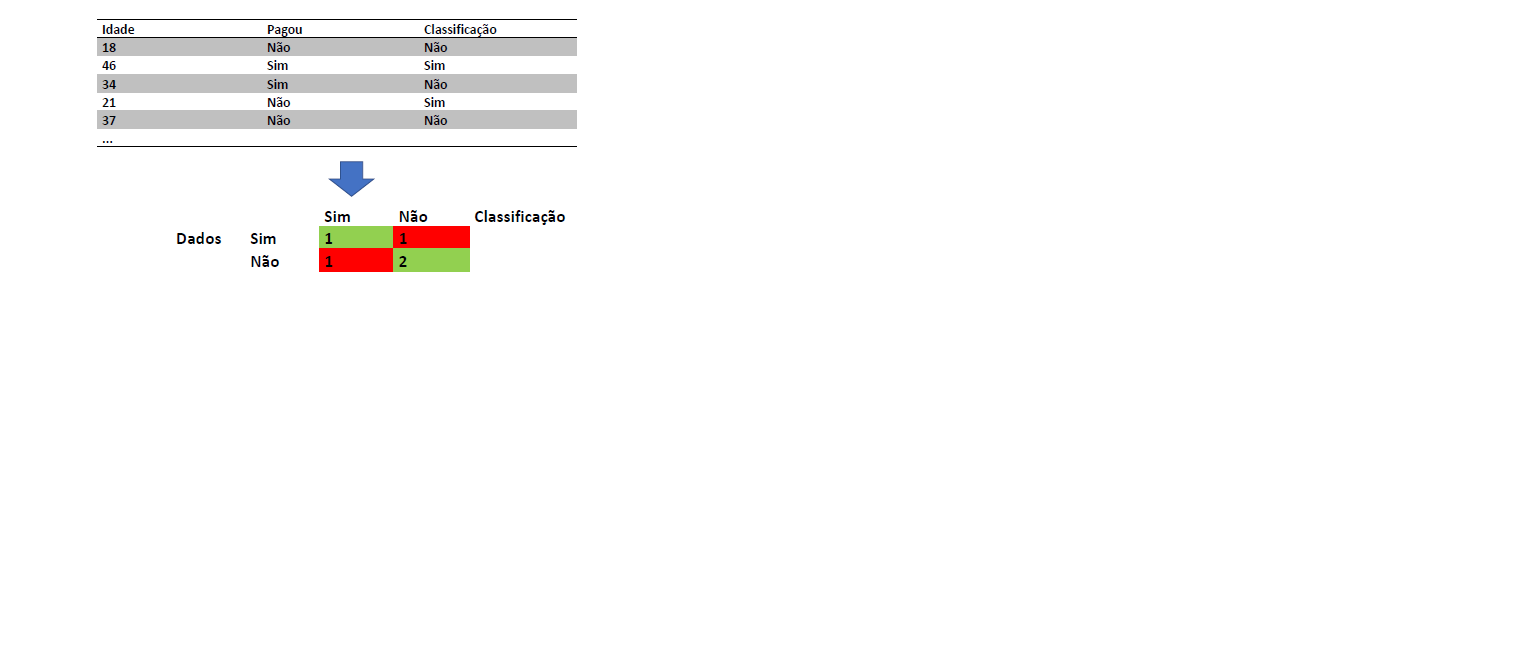 Idade Pagou Classificação
18 Não Não
46 Sim Sim
34 Sim Não
21 Não Sim
37 Não Não
...
Sim Não Classificação
Dados Sim 1 1
Não 1 2